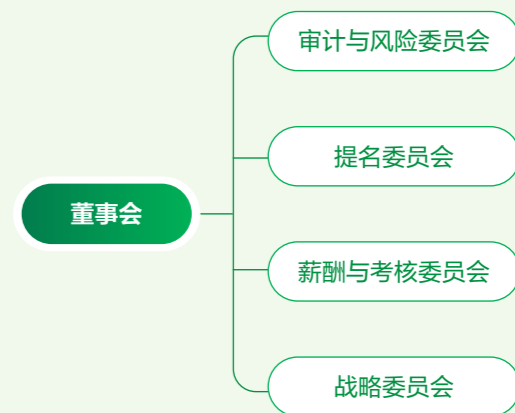 董事会
审计与风险委员会
提名委员会
薪酬与考核委员会
战略委员会